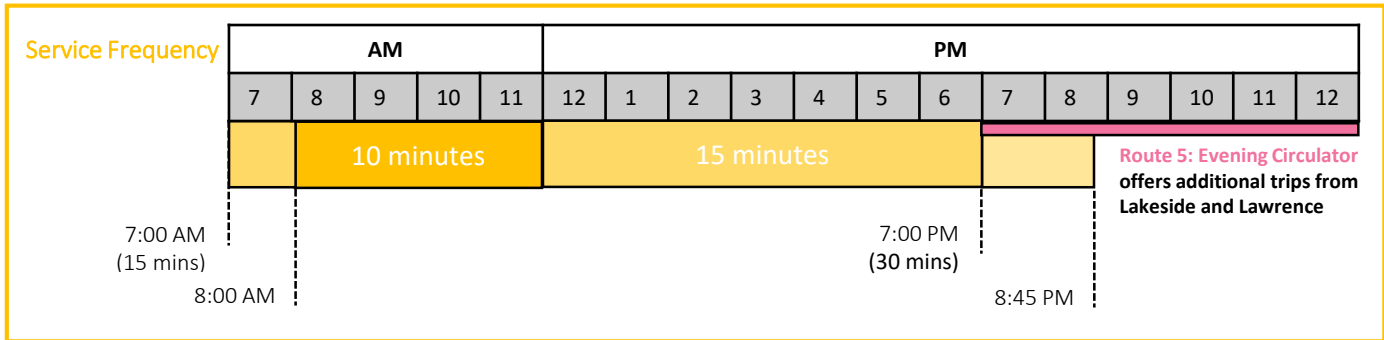 Service Frequency
AM
PM
7 8 9 10 11 12 1 2 3 4 5 6 7 8 9 10 11 12
10 minutes
15 minutes
Route 5: Evening Circulator
offers additional trips from
Lakeside and Lawrence
7:00 AM
(15 mins)
8:00 AM
7:00 PM
(30 mins)
8:45 PM